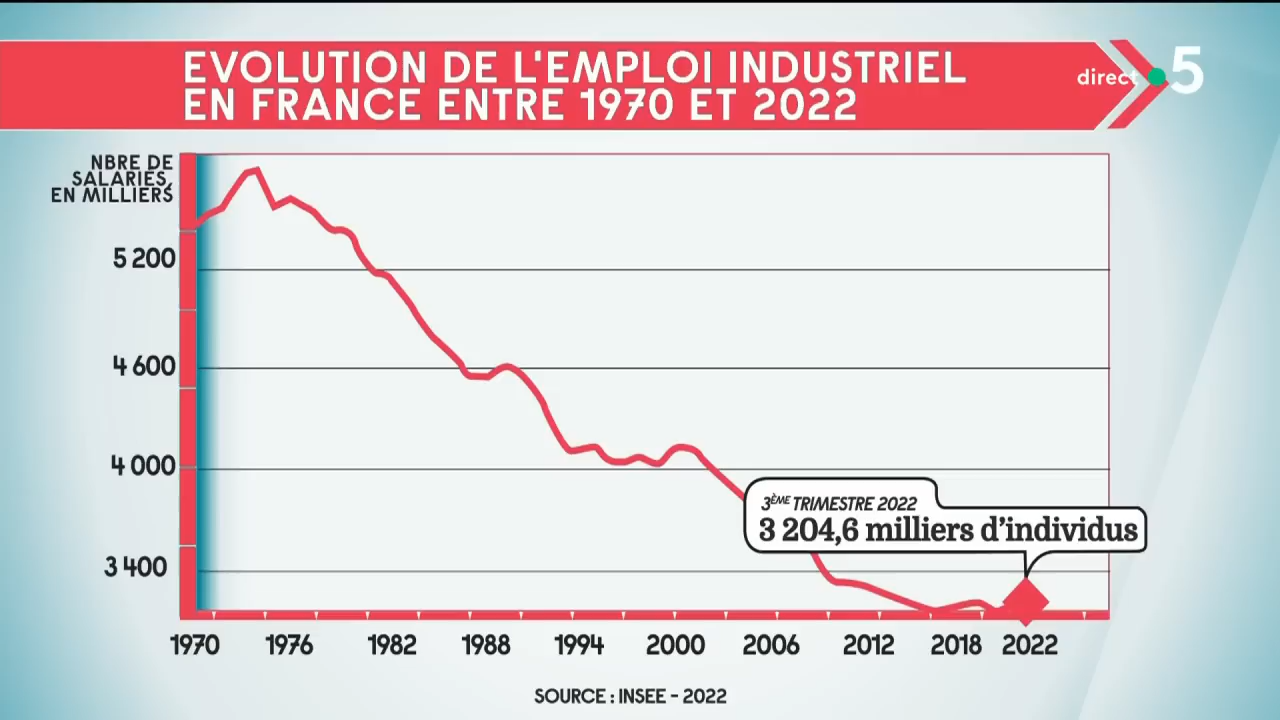 EVOLUTION DE L'EMPLOI INDUSTRIEL
EN FRANCE ENTRE 1970 ET 2022
direct 5
NBRE DE
SALARIÉS,
EN MILLIERS
5 200
4 600
4 000
3 400
3ÈME TRIMESTRE 2022
3 204,6 milliers d'individus
1970 1976 1982 1988 1994 2000 2006 2012 2018 2022
SOURCE : INSEE - 2022